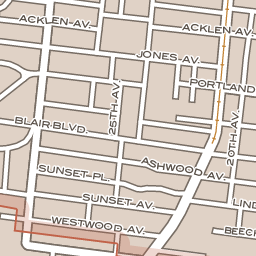 ACKLEN AV.
ACKLEN AV.
JONES AV.
PORTLAND
25TH AV.
BLAIR BLVD.
ASHWOOD AV.
20TH AV.
SUNSET PL.
SUNSET AV.
LIND
WESTWOOD AV.
BEECH